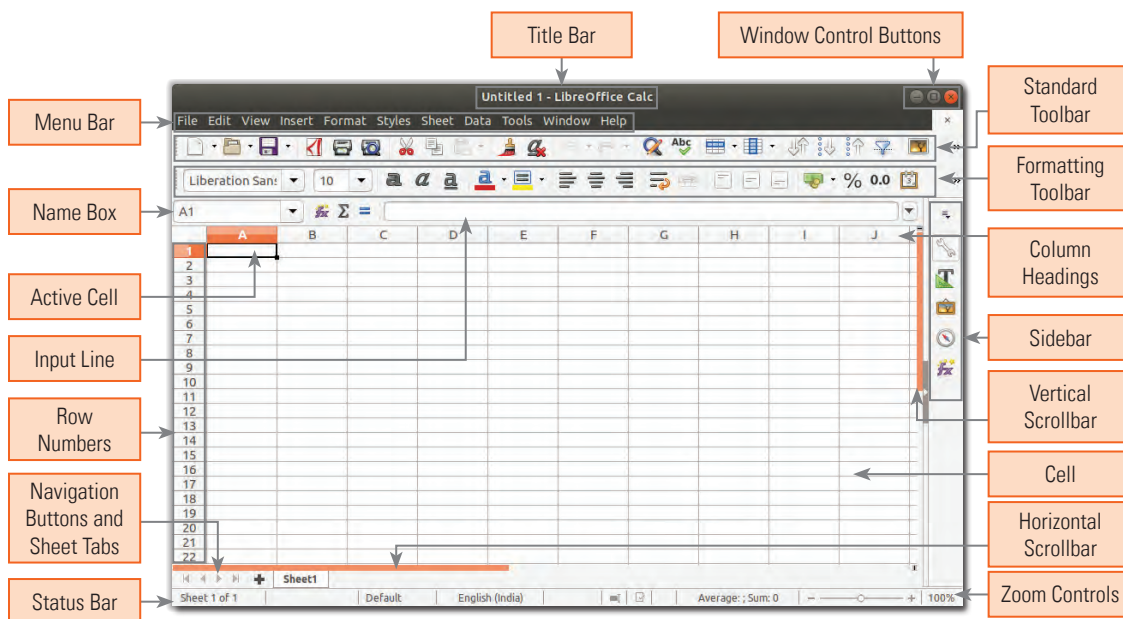 Title Bar
Window Control Buttons
Untitled 1 - LibreOffice Calc
Standard
Toolbar
Menu Bar
File Edit View Insert Format Styles Sheet Data Tools Window Help
Abc
Formatting
Toolbar
Liberation Sans
10
a a a a
% 0.0
Name Box
A1
fx Σ =
A B C D E F G H I J
Column
Headings
Active Cell
Input Line
Sidebar
fx
Row
Numbers
1
2
3
4
5
6
7
8
9
10
11
12
13
14
15
16
17
18
19
20
21
22
Vertical
Scrollbar
Cell
Navigation
Buttons and
Sheet Tabs
Horizontal
Scrollbar
Sheet1
Status Bar
Sheet 1 of 1
Default
English (India)
Average: ; Sum: 0
100%
Zoom Controls